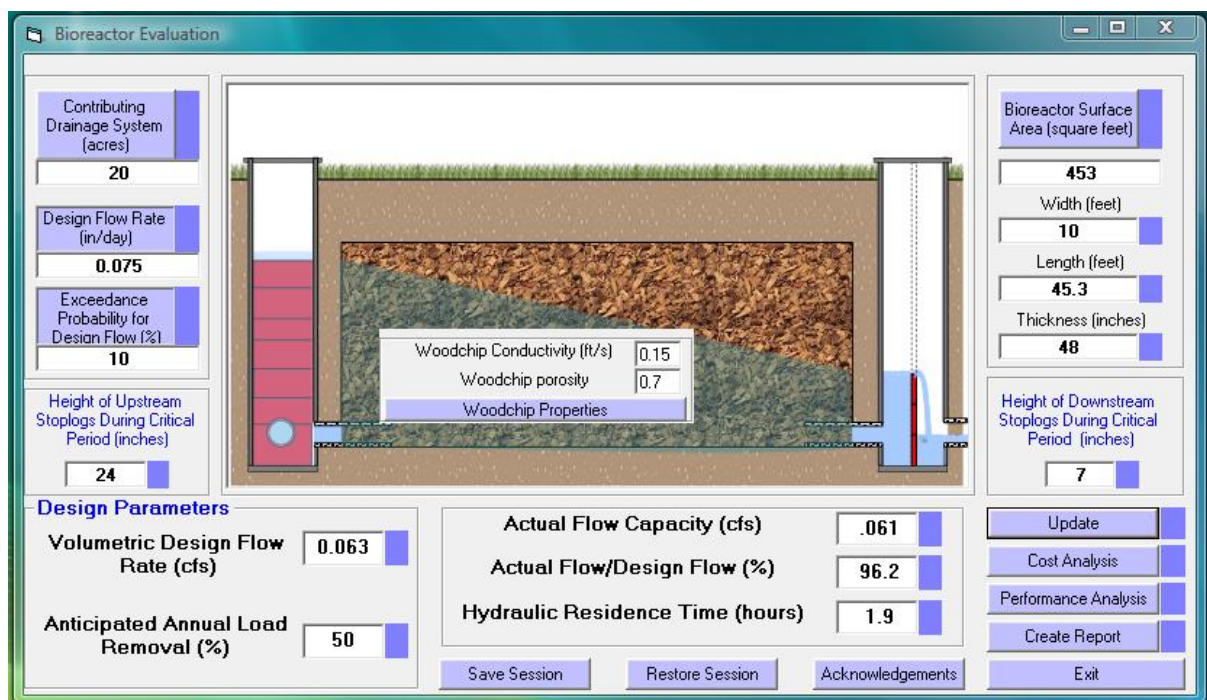 Bioreactor Evaluation
Contributing
Drainage System
(acres)
20
Design Flow Rate
(in/day)
0.075
Exceedance
Probability for
Design Flow (%)
10
Height of Upstream
Stoplogs During Critical
Period (inches)
24
Woodchip Conductivity (ft/s) 0.15
Woodchip porosity 0.7
Woodchip Properties
Bioreactor Surface
Area (square feet)
453
Width (feet)
10
Length (feet)
45.3
Thickness (inches)
48
Height of Downstream
Stoplogs During Critical
Period (inches)
7
Design Parameters
Volumetric Design Flow
Rate (cfs) 0.063
Anticipated Annual Load
Removal (%) 50
Actual Flow Capacity (cfs) .061
Actual Flow/Design Flow (%) 96.2
Hydraulic Residence Time (hours) 1.9
Update
Cost Analysis
Performance Analysis
Create Report
Save Session Restore Session Acknowledgements Exit